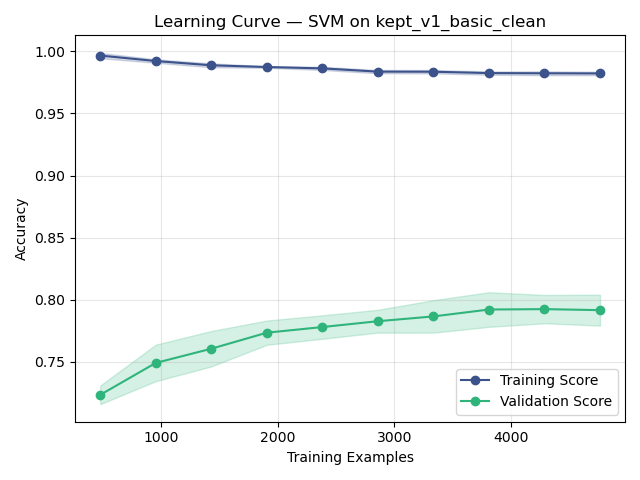 Learning Curve — SVM on kept_v1_basic_clean
1.00
0.95
0.90
0.85
0.80
0.75
Accuracy
1000 2000 3000 4000
Training Examples
Training Score
Validation Score